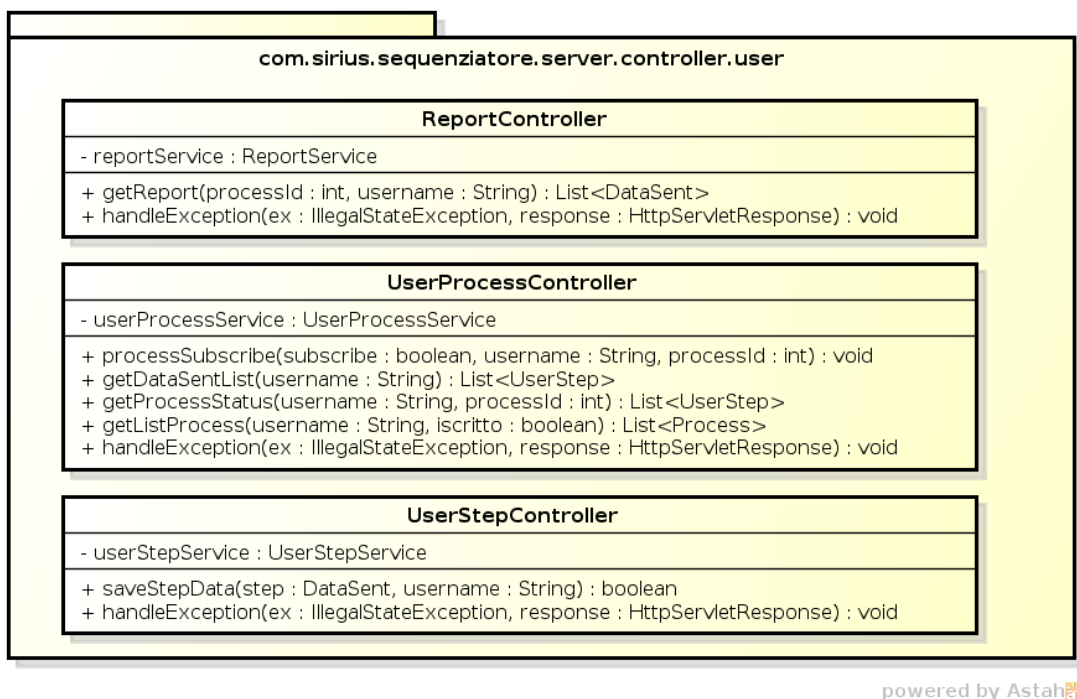 com.sirius.sequenziatore.server.controller.user
ReportController
- reportService : ReportService
+ getReport(processId : int, username : String) : List<DataSent>
+ handleException(ex : IllegalStateException, response : HttpServletResponse) : void
UserProcessController
- userProcessService : UserProcessService
+ processSubscribe(subscribe : boolean, username : String, processId : int) : void
+ getDataSentList(username : String) : List<UserStep>
+ getProcessStatus(username : String, processId : int) : List<UserStep>
+ getListProcess(username : String, iscritto : boolean) : List<Process>
+ handleException(ex : IllegalStateException, response : HttpServletResponse) : void
UserStepController
- userStepService : UserStepService
+ saveStepData(step : DataSent, username : String) : boolean
+ handleException(ex : IllegalStateException, response : HttpServletResponse) : void
powered by Astah